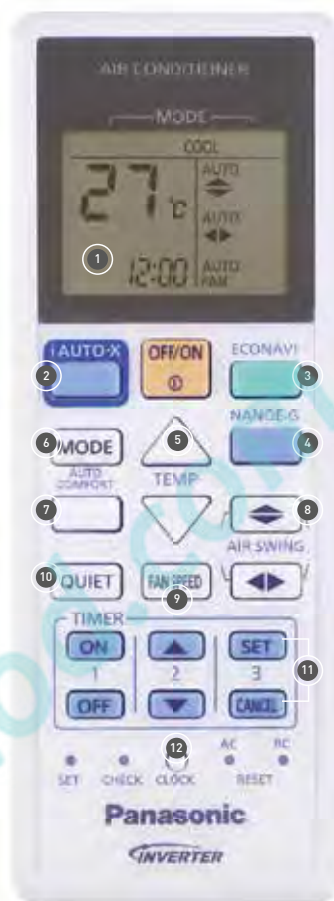 AIR CONDITIONER
MODE
COOL
27 °C
AUTO
AUTO
1
12:00
AUTO
FAN
AUTO-X
OFF/ON
ECONAVI
2
3
NANOE-G
6
MODE
5
4
AUTO
COMFORT
TEMP
7
8
AIR SWING
10
QUIET
FAN SPEED
9
TIMER
ON
SET
1
2
3
11
OFF
CANCEL
12
AC
RC
SET
CHECK
CLOCK
RESET
Panasonic
INVERTER